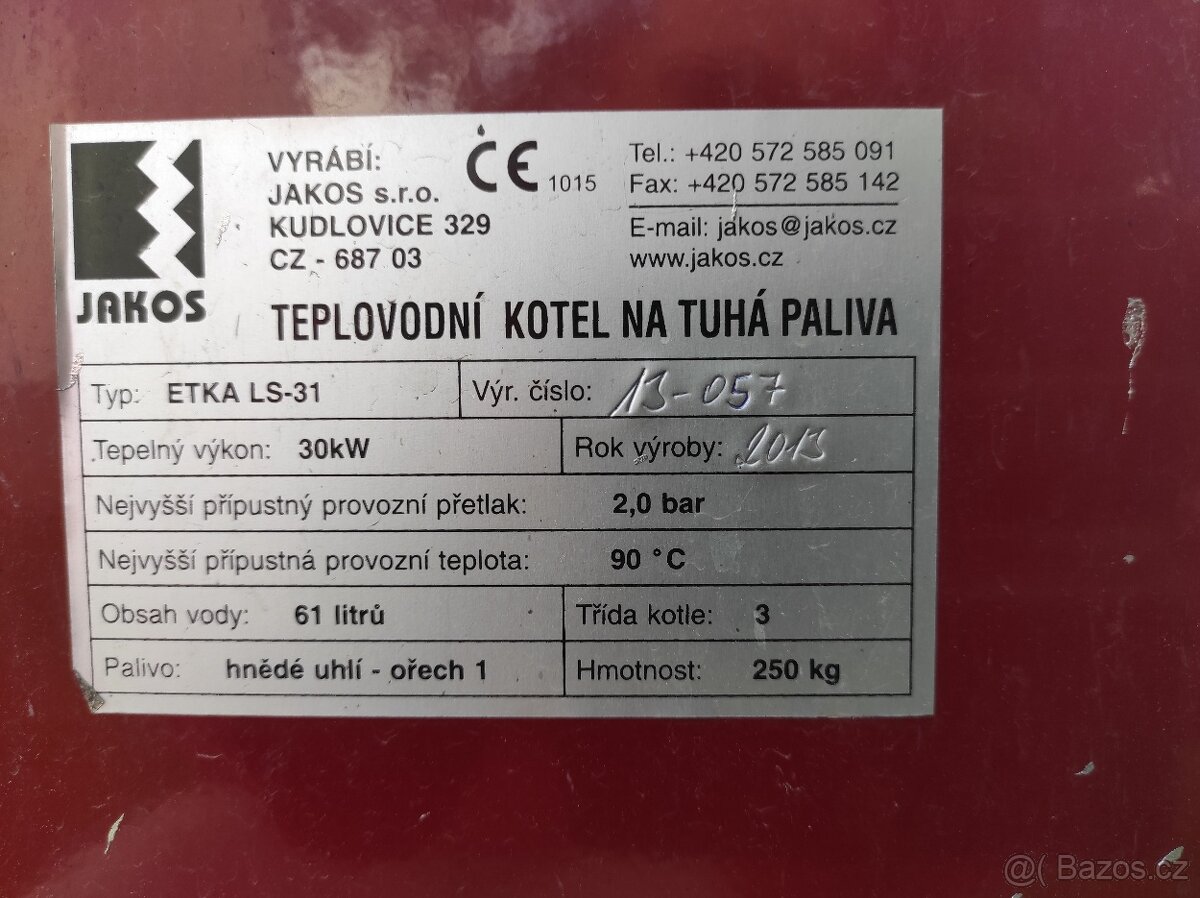 JAKOS
VYRÁBÍ:
JAKOS s.r.o.
KUDLOVICE 329
CZ - 687 03
CE 1015
Tel.: +420 572 585 091
Fax: +420 572 585 142
E-mail: jakos@jakos.cz
www.jakos.cz
TEPLOVODNÍ KOTEL NA TUHÁ PALIVA
Typ: ETKA LS-31 Výr. číslo: 13-057
Tepelný výkon: 30kW Rok výroby: 2013
Nejvyšší přípustný provozní přetlak: 2,0 bar
Nejvyšší přípustná provozní teplota: 90 °C
Obsah vody: 61 litrů Třída kotle: 3
Palivo: hnědé uhlí - ořech 1 Hmotnost: 250 kg
@( Bazos.cz